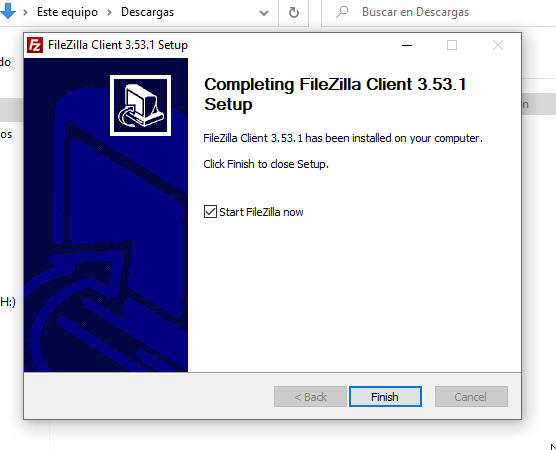 Este equipo > Descargas
Buscar en Descargas
FileZilla Client 3.53.1 Setup
do
Completing FileZilla Client 3.53.1
Setup
os
FileZilla Client 3.53.1 has been installed on your computer.
Click Finish to close Setup.
Start FileZilla now
H:)
< Back
Finish
Cancel